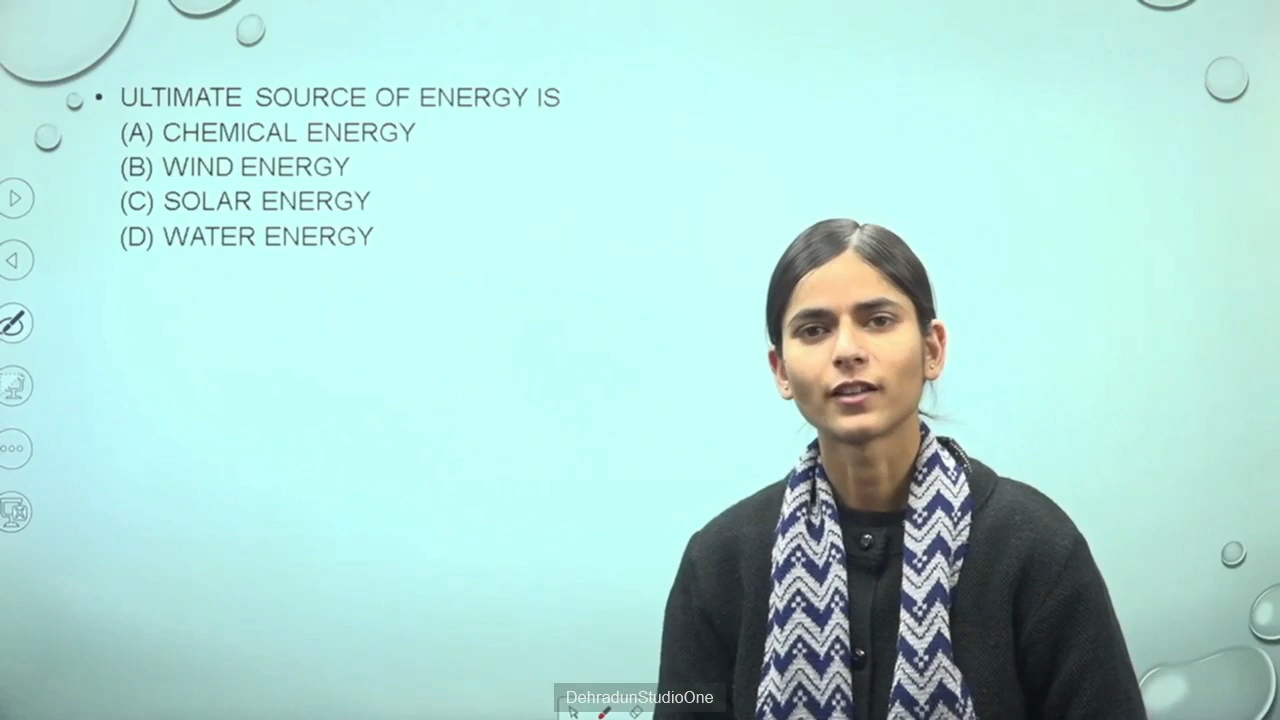 • ULTIMATE SOURCE OF ENERGY IS
(A) CHEMICAL ENERGY
(B) WIND ENERGY
(C) SOLAR ENERGY
(D) WATER ENERGY
DehradunStudioOne